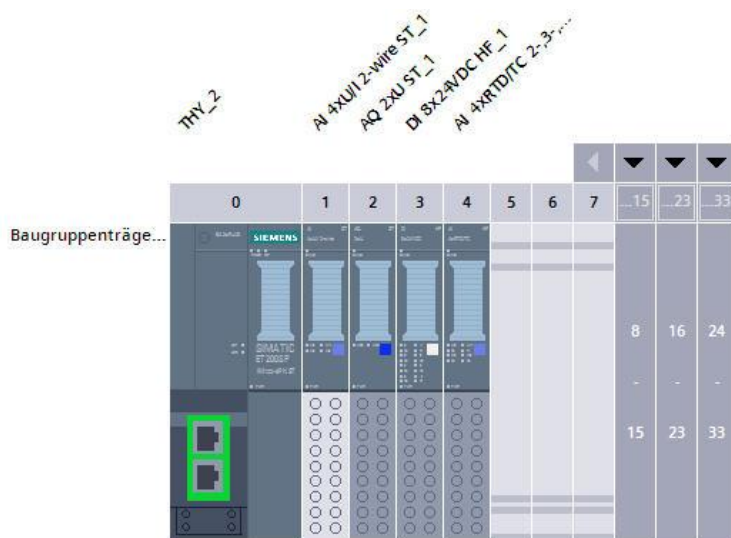 THY_2
AI 4xU/I 2-wire ST_1
AQ 2xU ST_1
DI 8x24VDC HF_1
AI 4xRTD/TC 2-,3-,...
0 1 2 3 4 5 6 7 ...15 ...23 ...33
Baugruppenträge...
SIEMENS
8 16 24
- - -
15 23 33
SIMATIC
ET 200SP